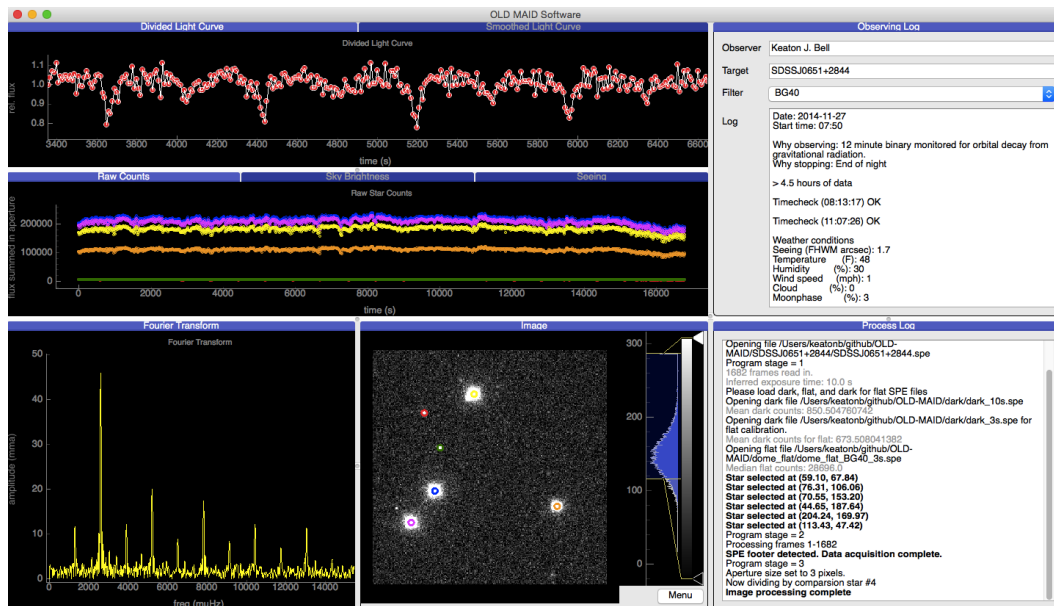 OLD MAID Software
Divided Light Curve
Smoothed Light Curve
Divided Light Curve
rel. flux
1.1
1.0
0.9
0.8
3400 3600 3800 4000 4200 4400 4600 4800 5000 5200 5400 5600 5800 6000 6200 6400 6600
time (s)
Raw Counts
Sky Brightness
Seeing
Raw Star Counts
flux summed in aperture
200000
100000
0
0 2000 4000 6000 8000 10000 12000 14000 16000
time (s)
Fourier Transform
Fourier Transform
amplitude (mma)
50
40
30
20
10
0
0 2000 4000 6000 8000 10000 12000 14000
freq (muHz)
Image
300
200
100
0
Menu
Observing Log
Observer Keaton J. Bell
Target SDSSJ0651+2844
Filter BG40
Log
Date: 2014-11-27
Start time: 07:50
Why observing: 12 minute binary monitored for orbital decay from
gravitational radiation.
Why stopping: End of night
> 4.5 hours of data
Timecheck (08:13:17) OK
Timecheck (11:07:26) OK
Weather conditions
Seeing (FHWM arcsec): 1.7
Temperature (F): 48
Humidity (%): 30
Wind speed (mph): 1
Cloud (%): 0
Moonphase (%): 3
Process Log
Opening file /Users/keatonb/github/OLD-
MAID/SDSSJ0651+2844/SDSSJ0651+2844.spe
Program stage = 1
1682 frames read in.
Inferred exposure time: 10.0 s
Please load dark, flat, and dark for flat SPE files
Opening dark file /Users/keatonb/github/OLD-MAID/dark/dark_10s.spe
Mean dark counts: 850.504760742
Opening dark file /Users/keatonb/github/OLD-MAID/dark/dark_3s.spe for
flat calibration.
Mean dark counts for flat: 673.508041382
Opening flat file /Users/keatonb/github/OLD-
MAID/dome_flat/dome_flat_BG40_3s.spe
Median flat counts: 28696.0
Star selected at (59.10, 67.84)
Star selected at (76.31, 106.06)
Star selected at (70.55, 153.20)
Star selected at (44.65, 187.64)
Star selected at (204.24, 169.97)
Star selected at (113.43, 47.42)
Program stage = 2
Processing frames 1-1682
SPE footer detected. Data acquisition complete.
Program stage = 3
Aperture size set to 3 pixels.
Now dividing by comparsion star #4
Image processing complete